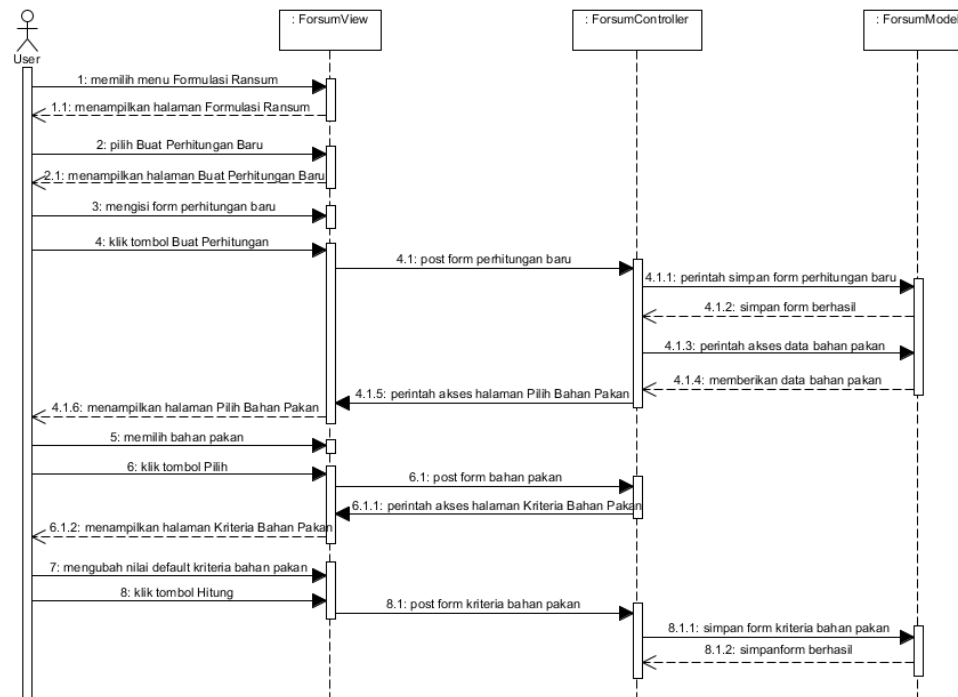 : ForsumView
: ForsumController
: ForsumModel
User
1: memilih menu Formulasi Ransum
1.1: menampilkan halaman Formulasi Ransum
2: pilih Buat Perhitungan Baru
2.1: menampilkan halaman Buat Perhitungan Baru
3: mengisi form perhitungan baru
4: klik tombol Buat Perhitungan
4.1: post form perhitungan baru
4.1.1: perintah simpan form perhitungan baru
4.1.2: simpan form berhasil
4.1.3: perintah akses data bahan pakan
4.1.4: memberikan data bahan pakan
4.1.5: perintah akses halaman Pilih Bahan Pakan
4.1.6: menampilkan halaman Pilih Bahan Pakan
5: memilih bahan pakan
6: klik tombol Pilih
6.1: post form bahan pakan
6.1.1: perintah akses halaman Kriteria Bahan Pakan
6.1.2: menampilkan halaman Kriteria Bahan Pakan
7: mengubah nilai default kriteria bahan pakan
8: klik tombol Hitung
8.1: post form kriteria bahan pakan
8.1.1: simpan form kriteria bahan pakan
8.1.2: simpanform berhasil